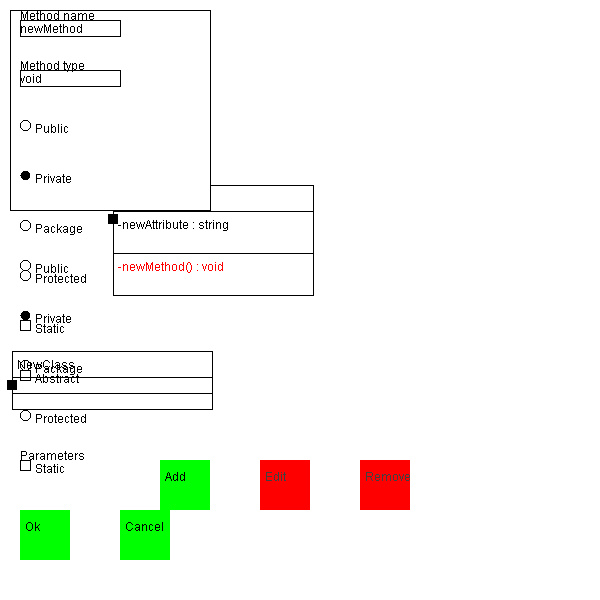 Method name
newMethod
Method type
void
Public
Private
Package
-newAttribute : string
Public
-newMethod() : void
Protected
Private
Static
NewClass
Package
Abstract
Protected
Parameters
Static
Add
Edit
Remove
Ok
Cancel